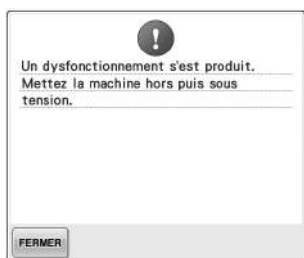 Un dysfonctionnement s'est produit.
Mettez la machine hors puis sous
tension.
FERMER